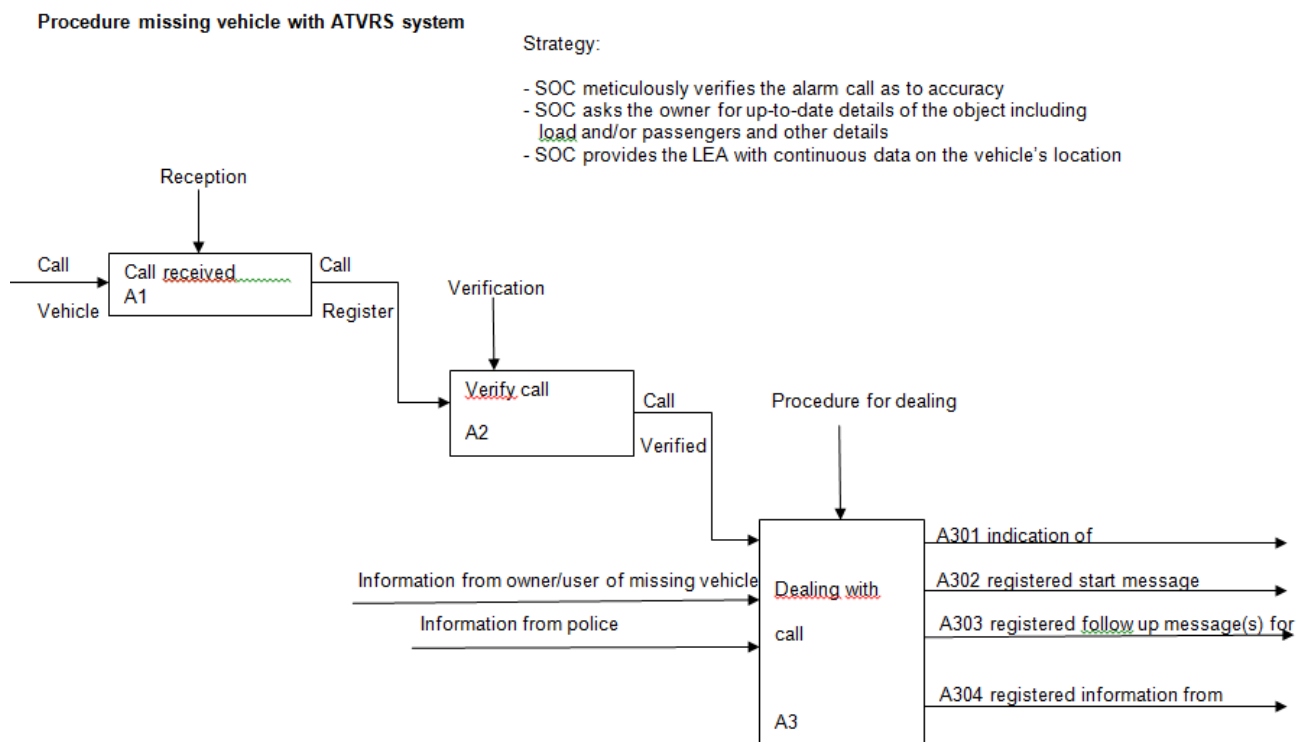 Procedure missing vehicle with ATVRS system
Strategy:
- SOC meticulously verifies the alarm call as to accuracy
- SOC asks the owner for up-to-date details of the object including
load and/or passengers and other details
- SOC provides the LEA with continuous data on the vehicle's location
Reception
Call
Vehicle
Call received
A1
Call
Register
Verification
Verify call
A2
Call
Verified
Procedure for dealing
Information from owner/user of missing vehicle
Information from police
Dealing with
call
A3
A301 indication of
A302 registered start message
A303 registered follow up message(s) for
A304 registered information from